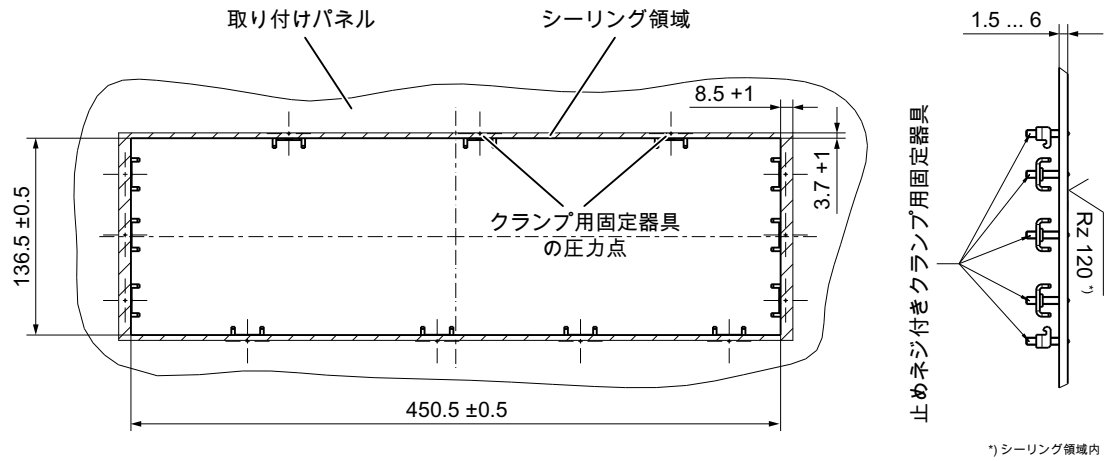 取り付けパネル
シーリング領域
1.5 ... 6
8.5 +1
3.7 +1
136.5 ±0.5
クランプ用固定器具
の圧力点
450.5 ±0.5
止めネジ付きクランプ用固定器具
Rz 120 *)
*) シーリング領域内